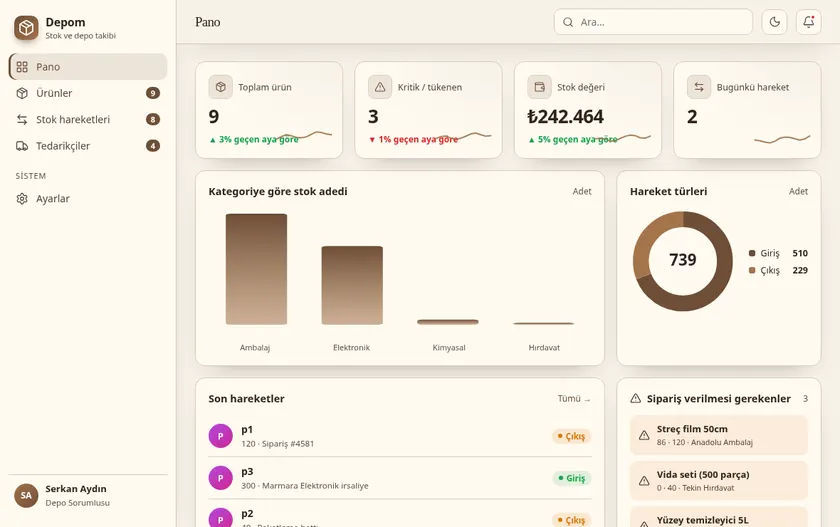 Depom
Stok ve depo takibi
Pano
Ürünler 9
Stok hareketleri 8
Tedarikçiler 4
SİSTEM
Ayarlar
SA
Serkan Aydın
Depo Sorumlusu
Pano
Ara...
Toplam ürün
9
▲ 3% geçen aya göre
Kritik / tükenen
3
▼ 1% geçen aya göre
Stok değeri
₺242.464
▲ 5% geçen aya göre
Bugünkü hareket
2
Kategoriye göre stok adedi Adet
Ambalaj Elektronik Kimyasal Hırdavat
Hareket türleri Adet
739
Giriş 510
Çıkış 229
Son hareketler Tümü →
P
p1
120 · Sipariş #4581
Çıkış
P
p3
300 · Marmara Elektronik irsaliye
Giriş
P
p2
Çıkış
Sipariş verilmesi gerekenler 3
Streç film 50cm
86 · 120 · Anadolu Ambalaj
Vida seti (500 parça)
0 · 40 · Tekin Hırdavat
Yüzey temizleyici 5L